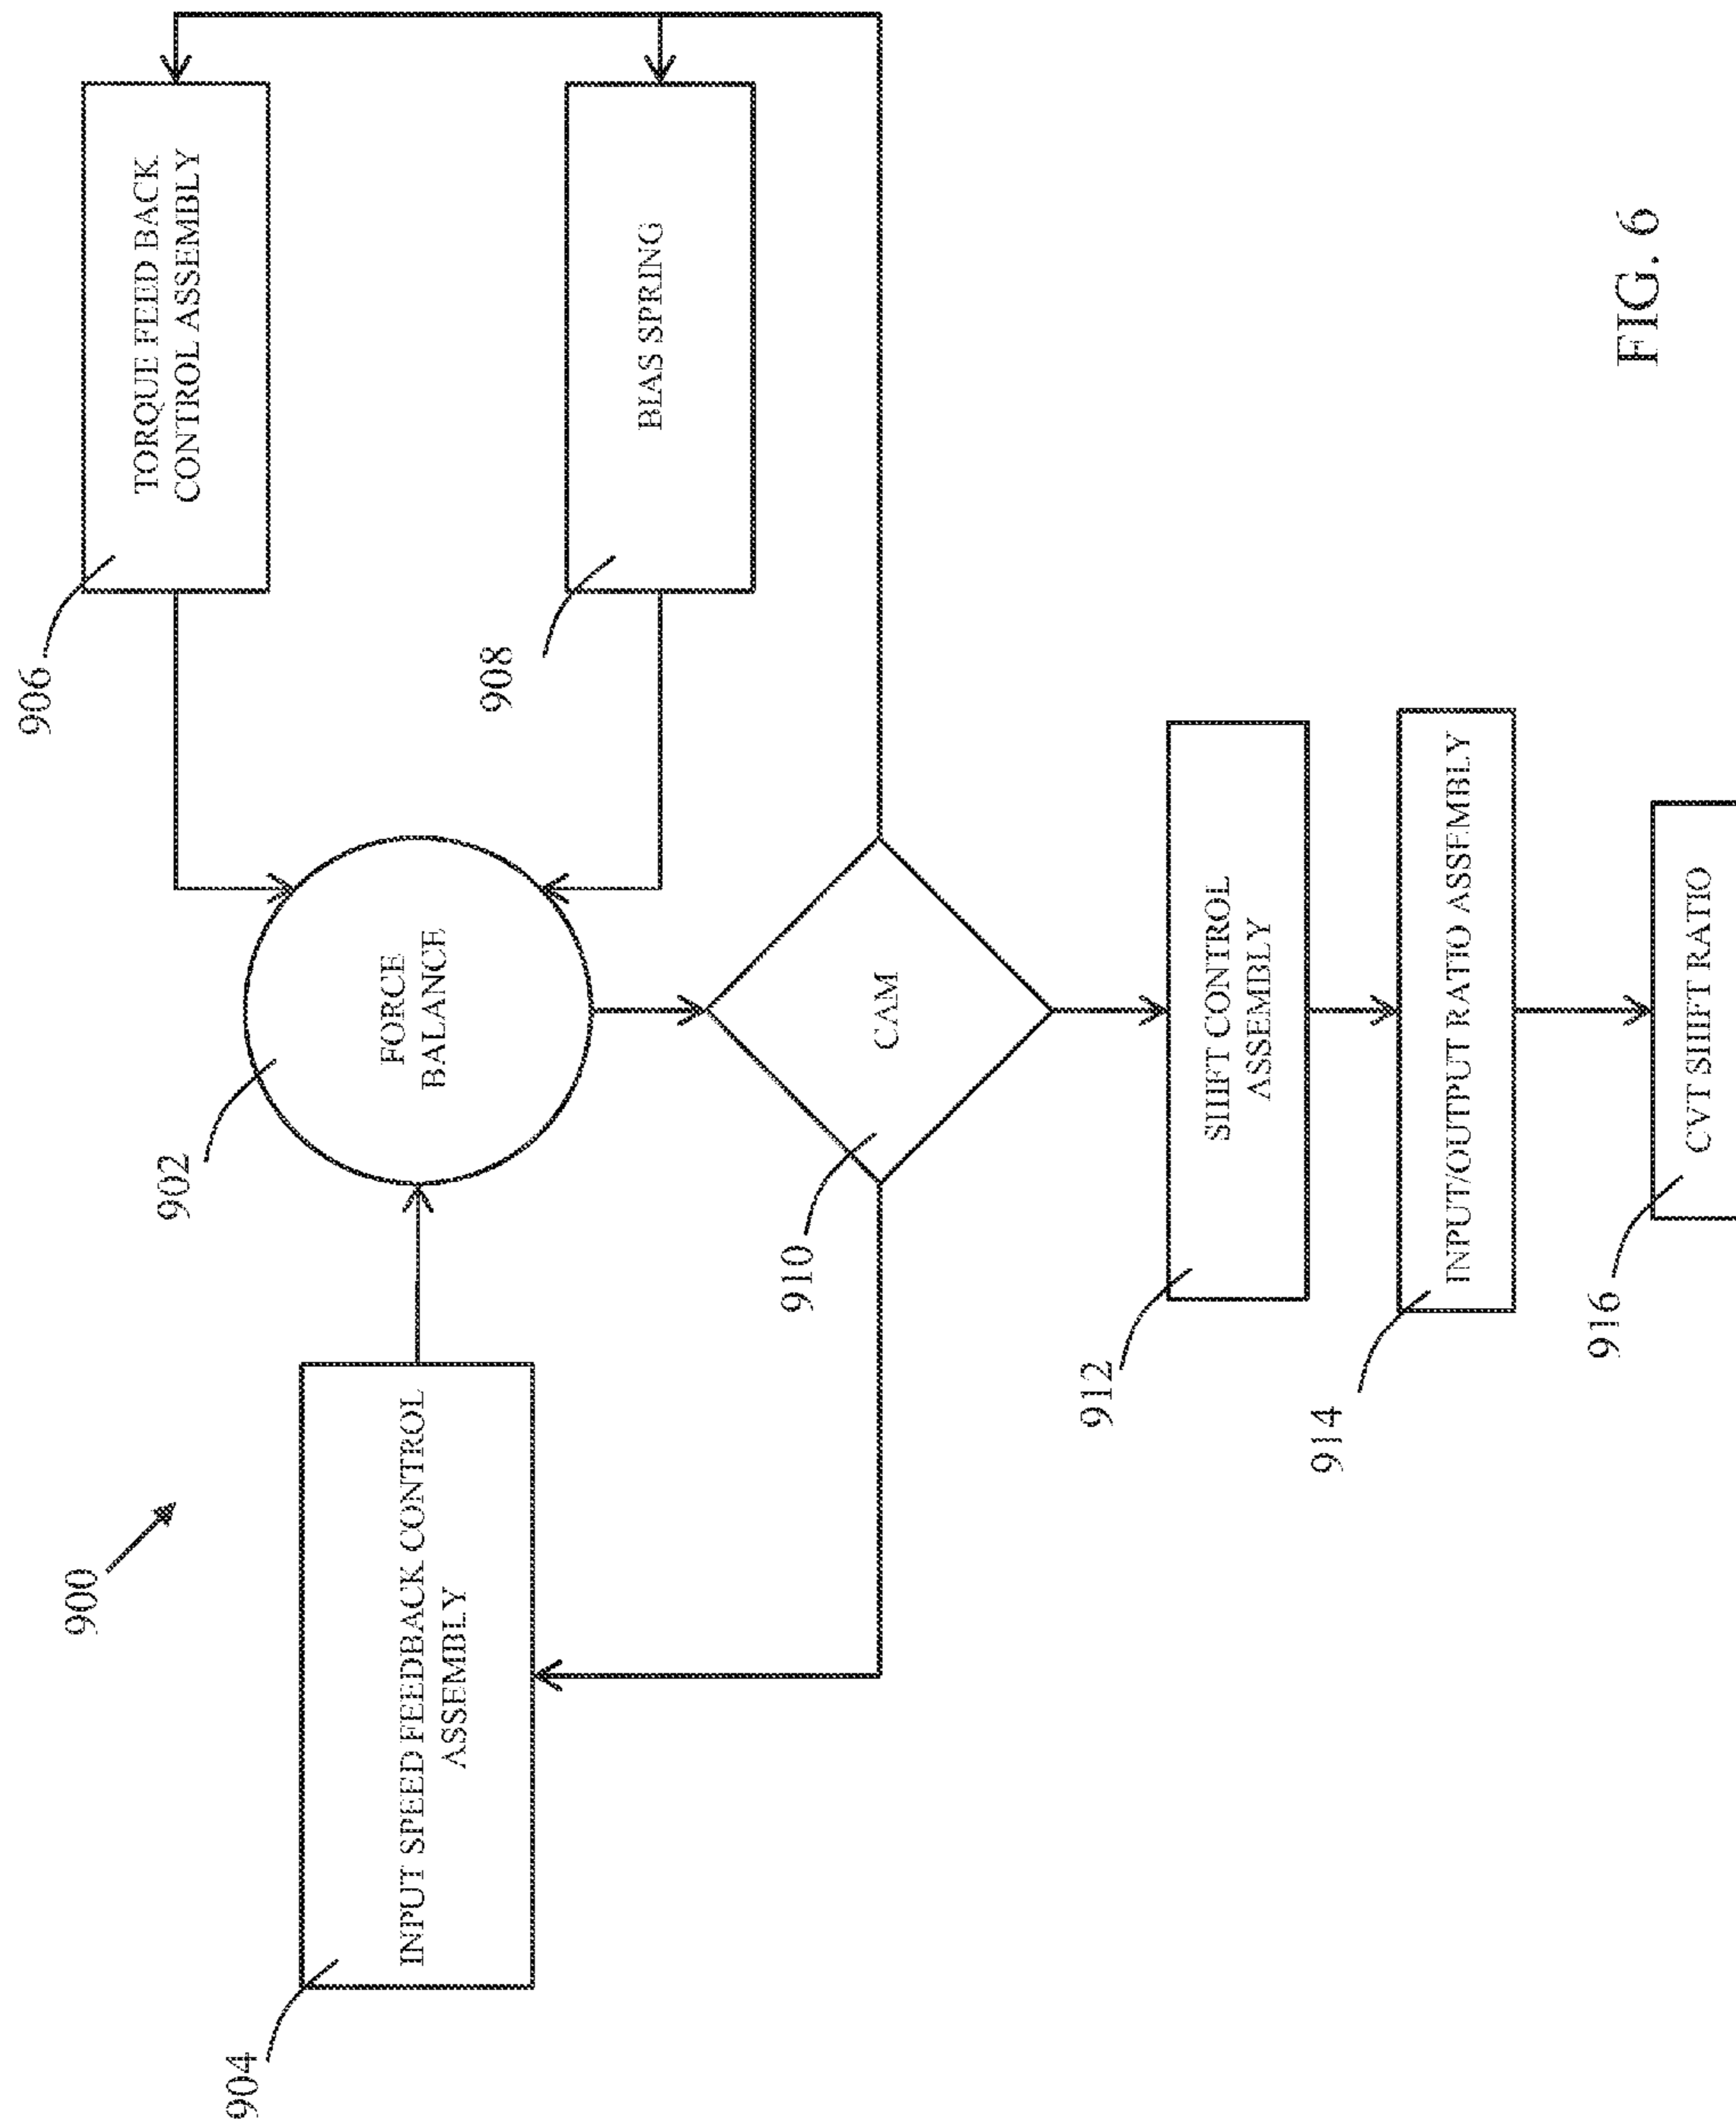 900
904
INPUT SPEED FEEDBACK CONTROL
ASSEMBLY
902
FORCE
BALANCE
906
TORQUE FEED BACK
CONTROL ASSEMBLY
908
BIAS SPRING
910
CAM
912
SHIFT CONTROL
ASSEMBLY
914
INPUT/OUTPUT RATIO ASSEMBLY
916
CVT SHIFT RATIO
FIG. 6